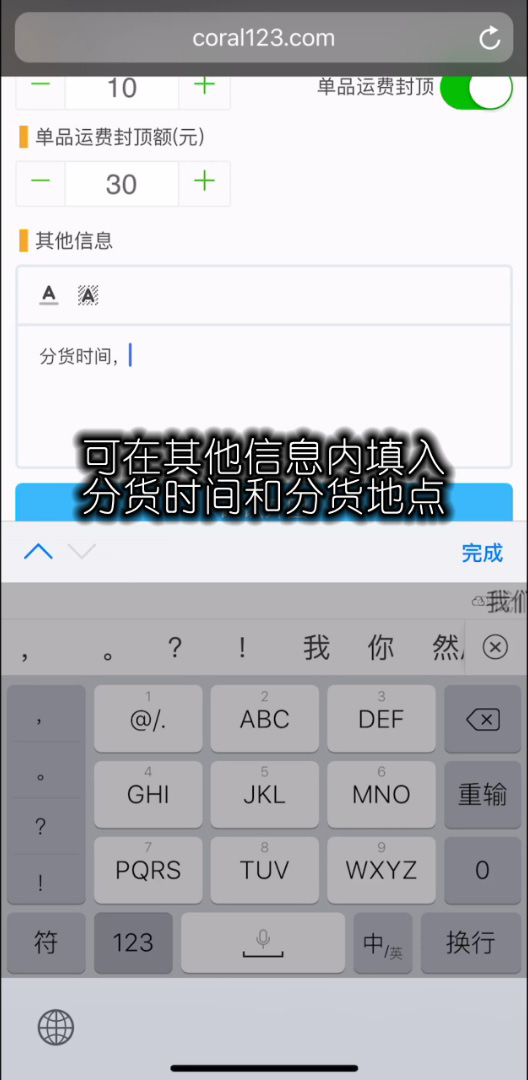 coral123.com
10
单品运费封顶
单品运费封顶额(元)
30
其他信息
A A
分货时间，
可在其他信息内填入
分货时间和分货地点
完成
我们
， 。 ? ! 我 你 然后
, 1 @/. 2 ABC 3 DEF
。 4 GHI 5 JKL 6 MNO 重输
? 7 PQRS 8 TUV 9 WXYZ 0
!
符 123 中/英 换行